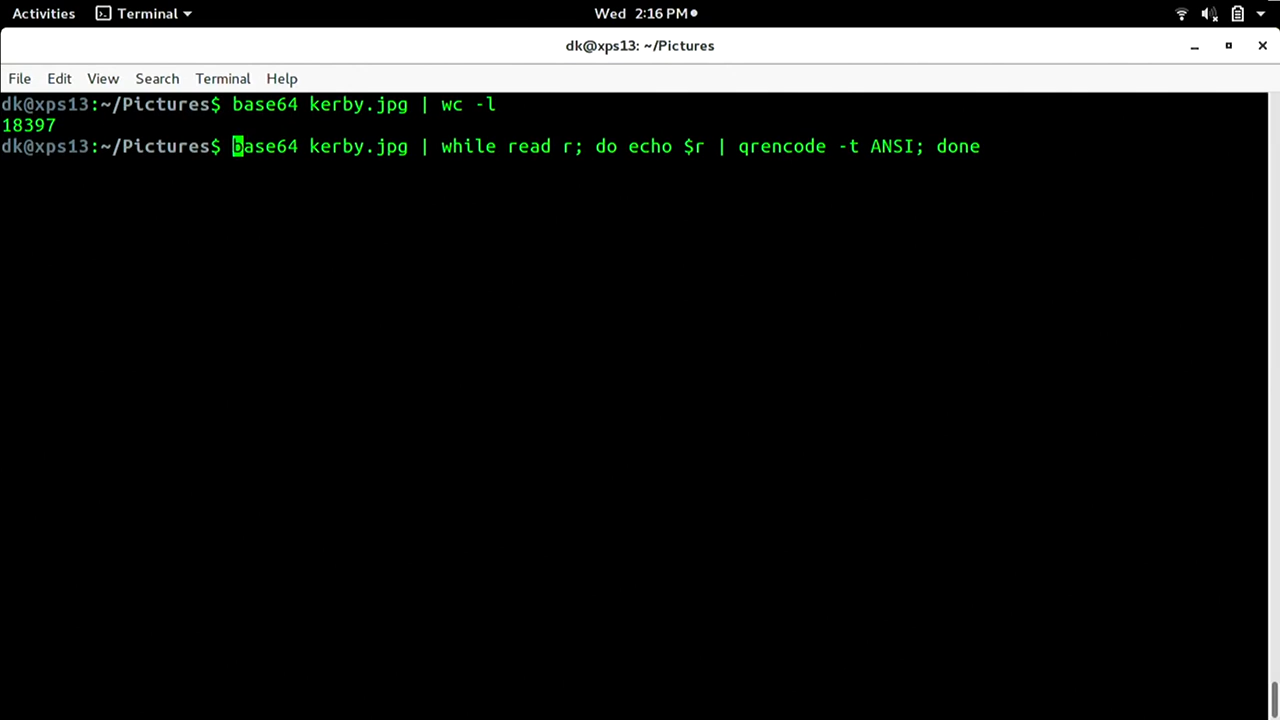 Activities Terminal Wed 2:16 PM
dk@xps13: ~/Pictures
File Edit View Search Terminal Help
dk@xps13:~/Pictures$ base64 kerby.jpg | wc -l
18397
dk@xps13:~/Pictures$ base64 kerby.jpg | while read r; do echo $r | qrencode -t ANSI; done